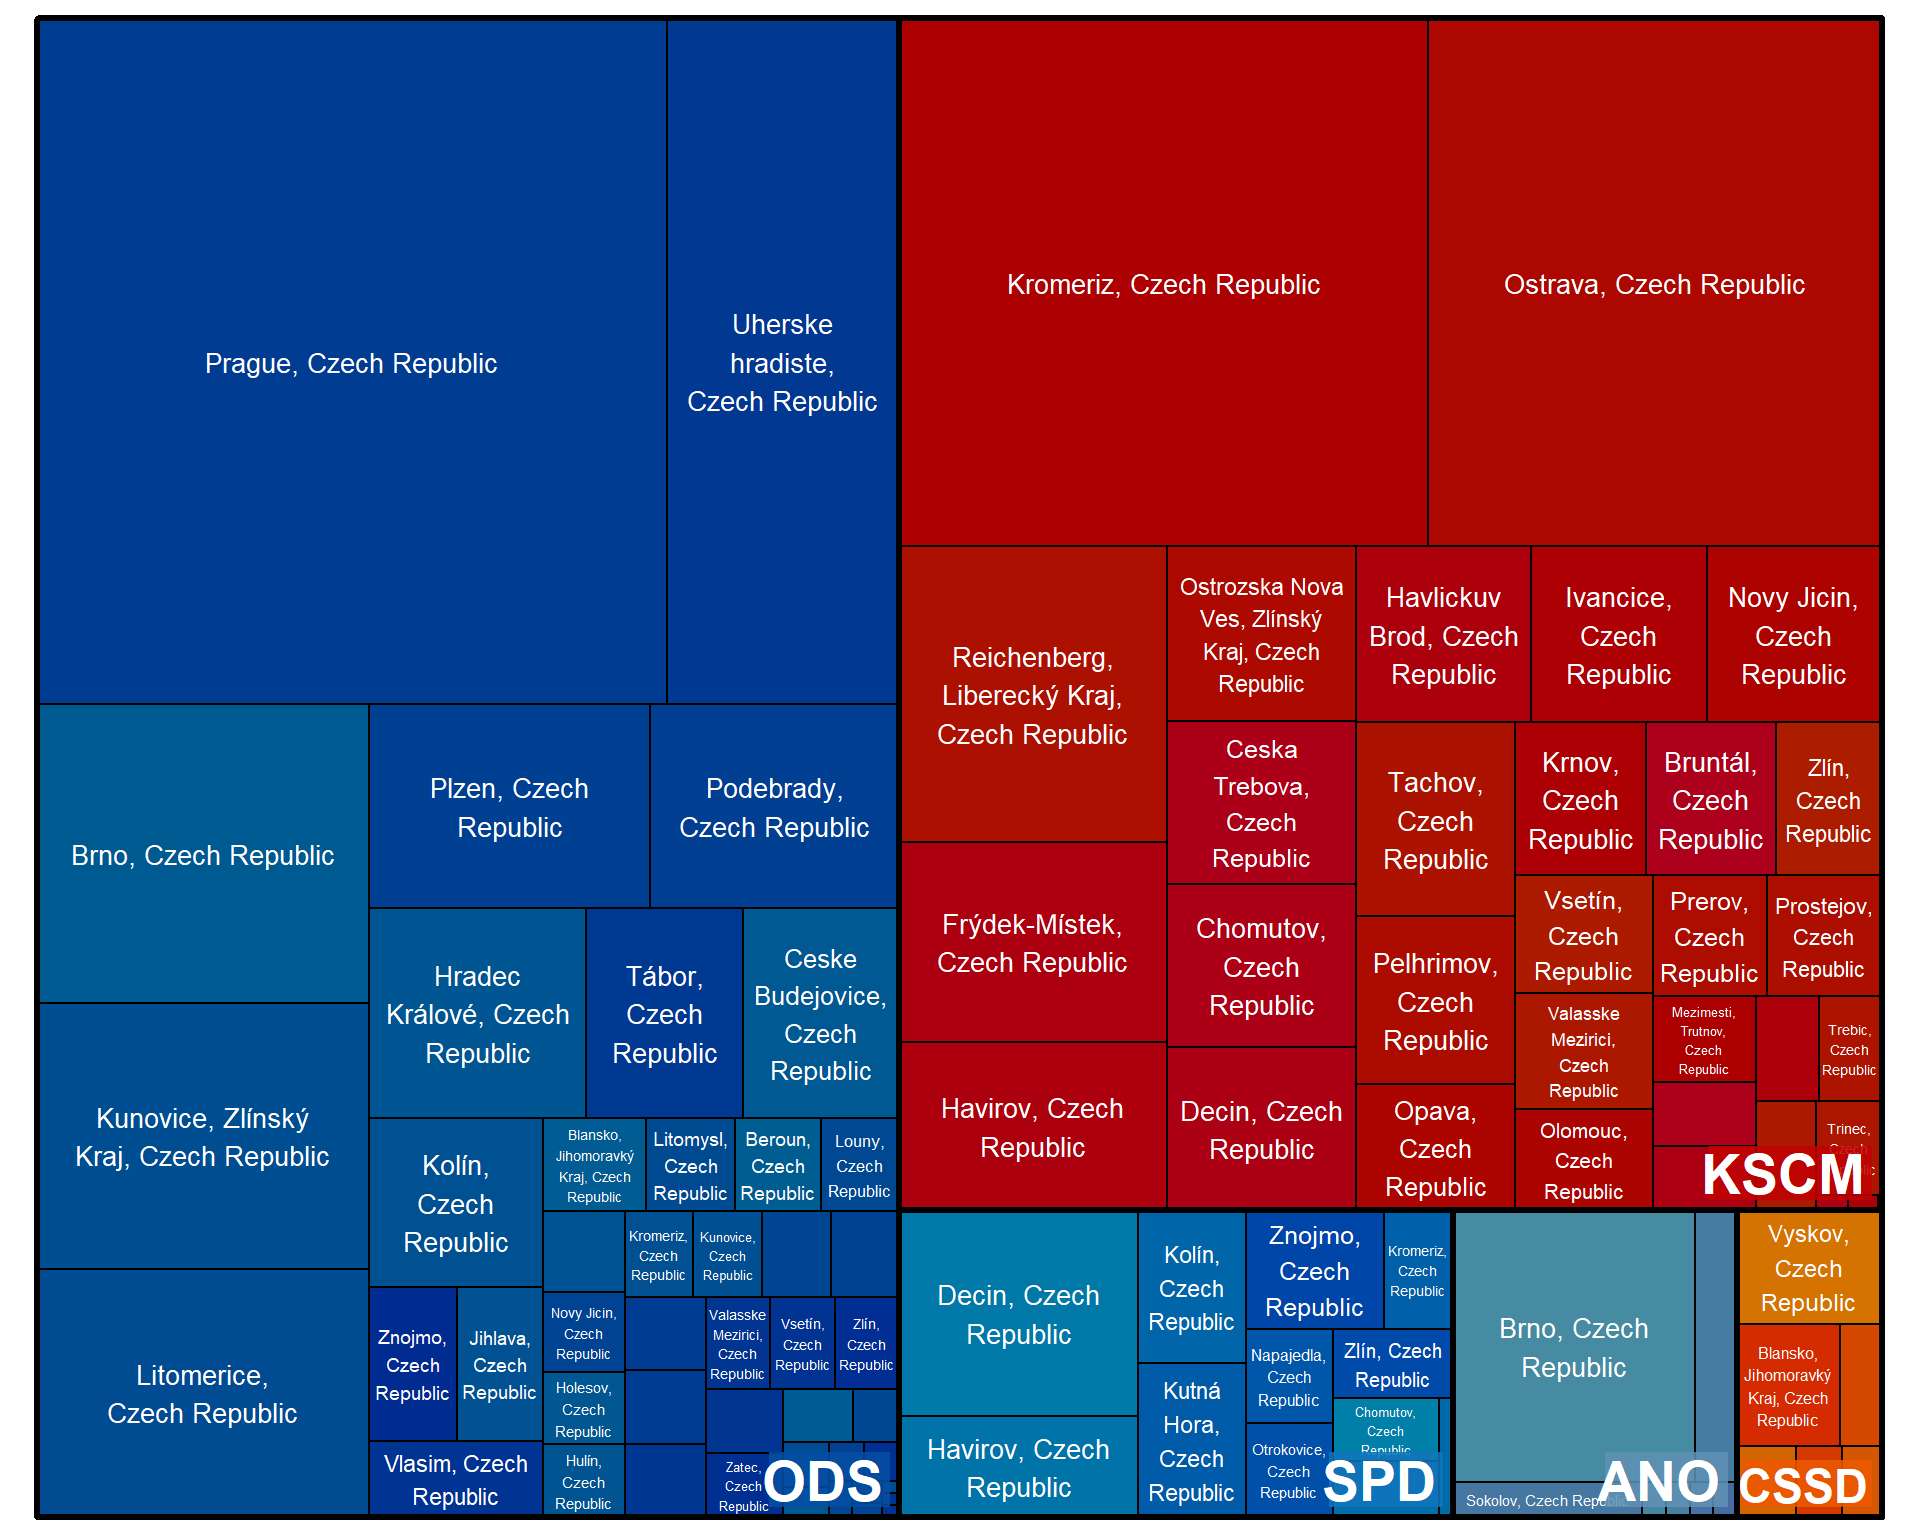 Prague, Czech Republic
Uherske
hradiste,
Czech Republic
Brno, Czech Republic
Plzen, Czech
Republic
Podebrady,
Czech Republic
Kunovice, Zlínský
Kraj, Czech Republic
Hradec
Králové, Czech
Republic
Tábor,
Czech
Republic
Ceske
Budejovice,
Czech
Republic
Litomerice,
Czech Republic
Kolín,
Czech
Republic
Blansko,
Jihomoravký
Kraj, Czech
Republic
Litomysl,
Czech
Republic
Beroun,
Czech
Republic
Louny,
Czech
Republic
Kromeriz,
Czech
Republic
Kunovice,
Czech
Republic
Znojmo,
Czech
Republic
Jihlava,
Czech
Republic
Novy Jicin,
Czech
Republic
Valasske
Mezirici,
Czech
Republic
Vsetín,
Czech
Republic
Zlín,
Czech
Republic
Holesov,
Czech
Republic
Vlasim, Czech
Republic
Hulín,
Czech
Republic
Zatec,
Czech
Republic
ODS
Kromeriz, Czech Republic
Ostrava, Czech Republic
Reichenberg,
Liberecký Kraj,
Czech Republic
Ostrozska Nova
Ves, Zlínský
Kraj, Czech
Republic
Havlickuv
Brod, Czech
Republic
Ivancice,
Czech
Republic
Novy Jicin,
Czech
Republic
Ceska
Trebova,
Czech
Republic
Tachov,
Czech
Republic
Krnov,
Czech
Republic
Bruntál,
Czech
Republic
Zlín,
Czech
Republic
Frýdek-Místek,
Czech Republic
Chomutov,
Czech
Republic
Pelhrimov,
Czech
Republic
Vsetín,
Czech
Republic
Prerov,
Czech
Republic
Prostejov,
Czech
Republic
Valasske
Mezirici,
Czech
Republic
Mezimesti,
Trutnov,
Czech
Republic
Trebic,
Czech
Republic
Havirov, Czech
Republic
Decin, Czech
Republic
Opava,
Czech
Republic
Olomouc,
Czech
Republic
Trinec,
KSCM
Decin, Czech
Republic
Kolín,
Czech
Republic
Znojmo,
Czech
Republic
Kromeriz,
Czech
Republic
Napajedla,
Czech
Republic
Zlín, Czech
Republic
Havirov, Czech
Republic
Kutná
Hora,
Czech
Republic
Otrokovice,
Czech
Republic
Chomutov,
Czech
Republic
SPD
Brno, Czech
Republic
Sokolov, Czech Republic
ANO
Vyskov,
Czech
Republic
Blansko,
Jihomoravký
Kraj, Czech
Republic
CSSD